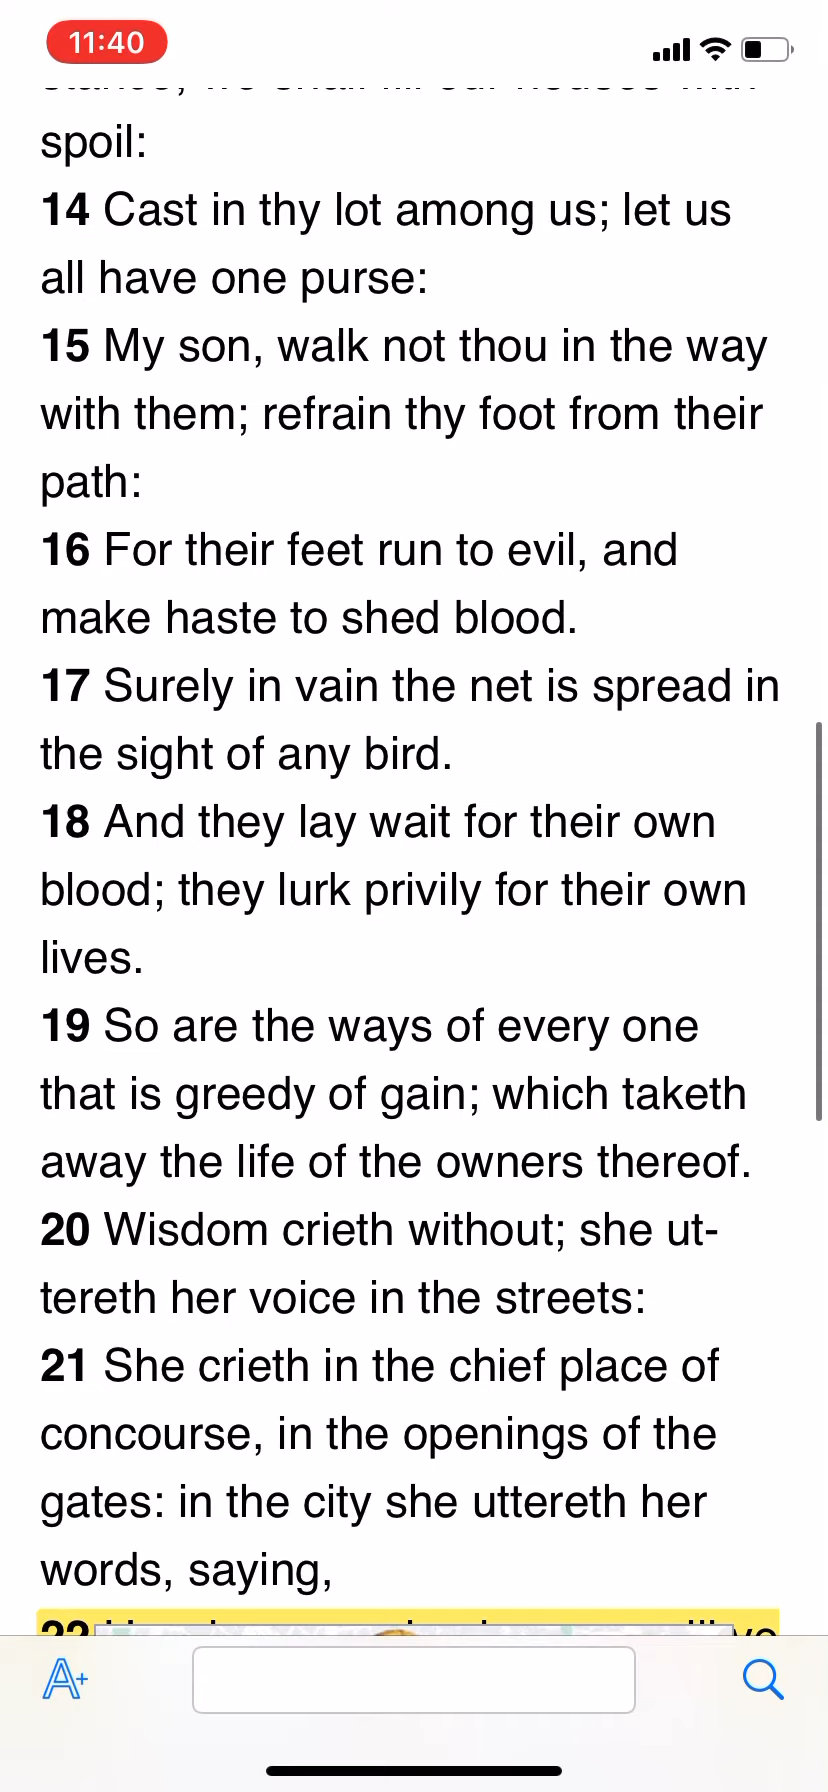 11:40
spoil:
14 Cast in thy lot among us; let us
all have one purse:
15 My son, walk not thou in the way
with them; refrain thy foot from their
path:
16 For their feet run to evil, and
make haste to shed blood.
17 Surely in vain the net is spread in
the sight of any bird.
18 And they lay wait for their own
blood; they lurk privily for their own
lives.
19 So are the ways of every one
that is greedy of gain; which taketh
away the life of the owners thereof.
20 Wisdom crieth without; she ut-
tereth her voice in the streets:
21 She crieth in the chief place of
concourse, in the openings of the
gates: in the city she uttereth her
words, saying,
22
A+